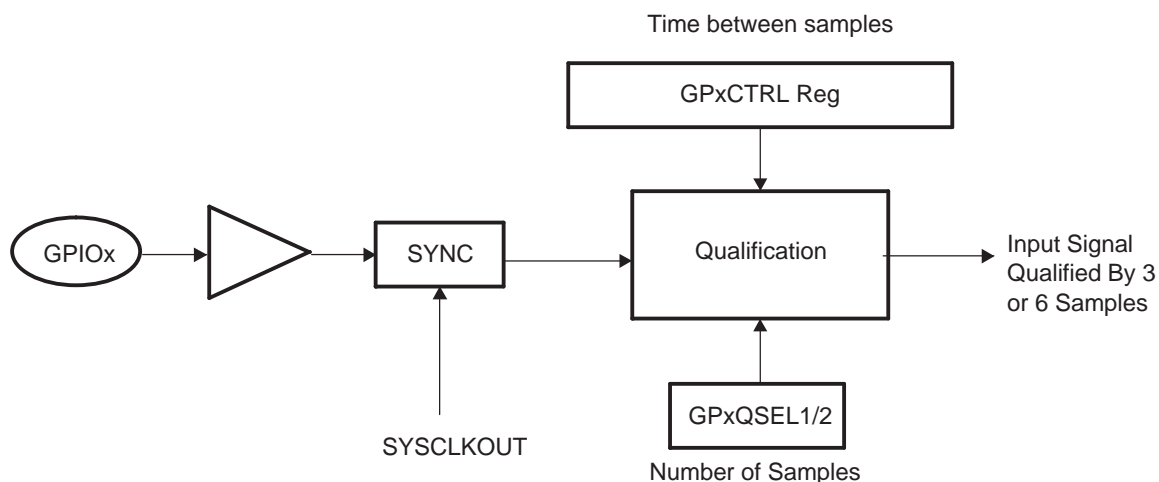 Time between samples
GPxCTRL Reg
GPIOx
SYNC
Qualification
Input Signal
Qualified By 3
or 6 Samples
SYSCLKOUT
GPxQSEL1/2
Number of Samples